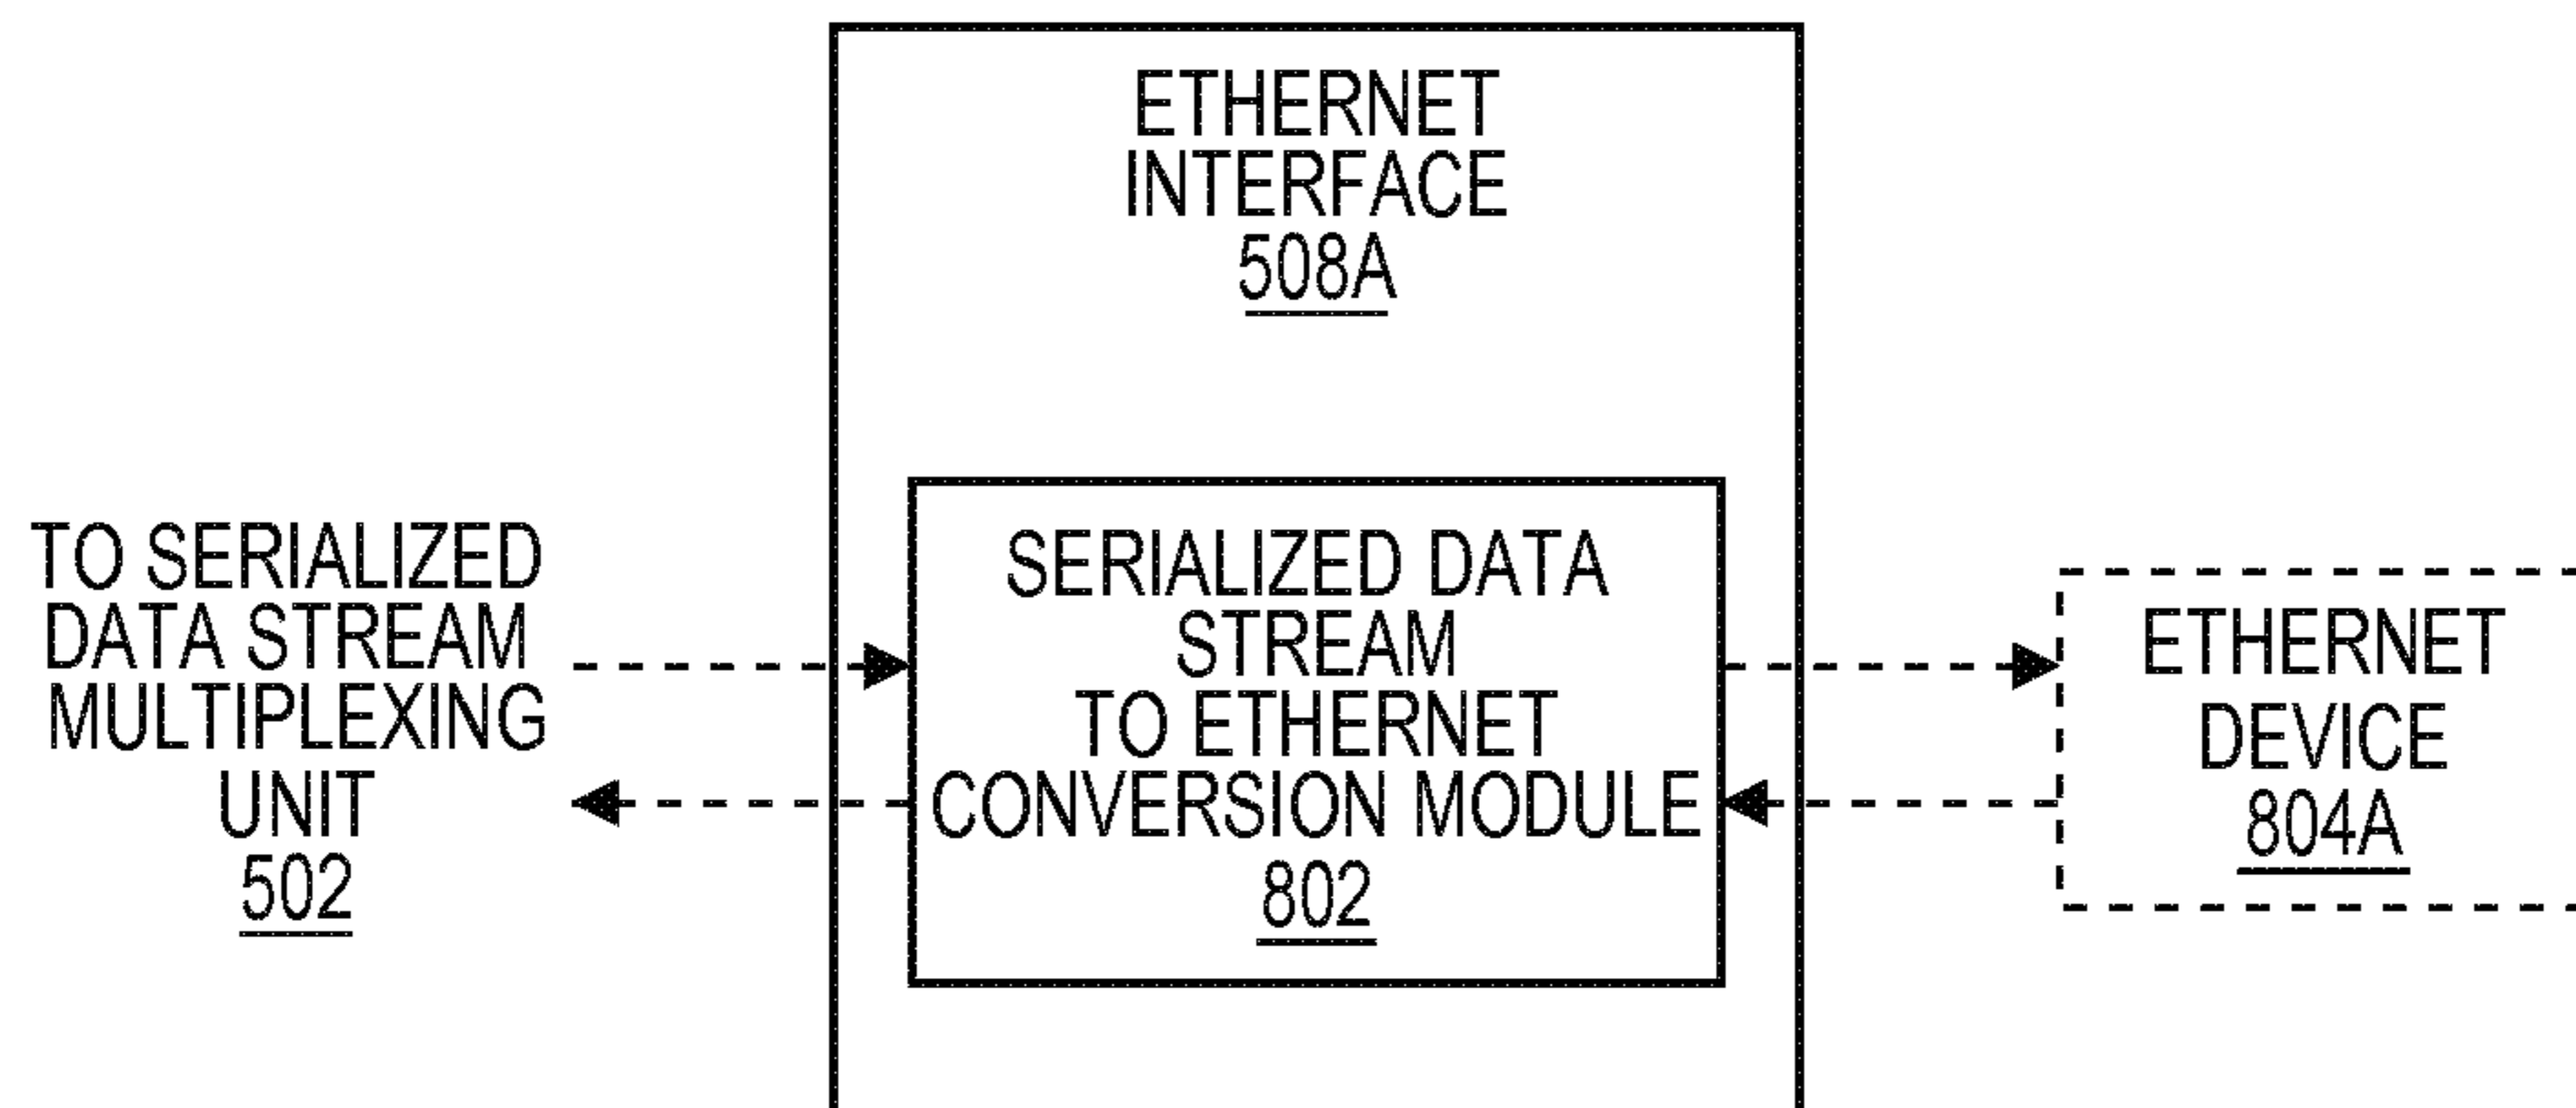 ETHERNET
INTERFACE
508A
TO SERIALIZED
DATA STREAM
MULTIPLEXING
UNIT
502
SERIALIZED DATA
STREAM
TO ETHERNET
CONVERSION MODULE
802
ETHERNET
DEVICE
804A